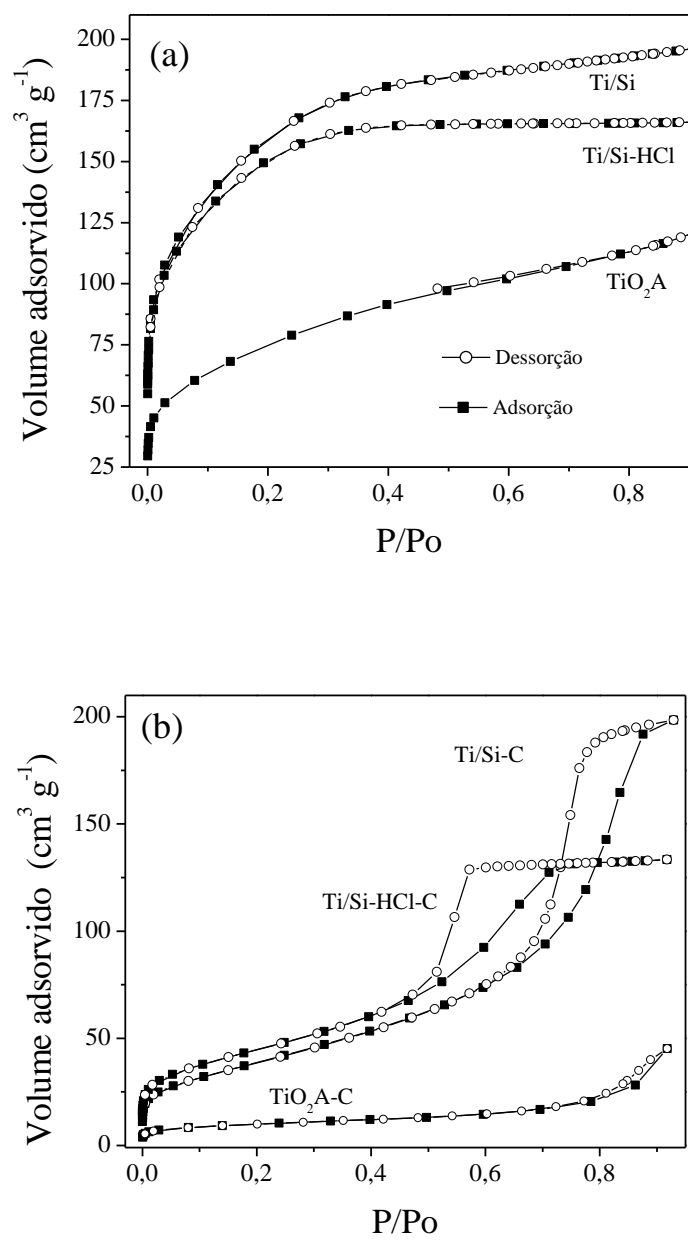 (a)
200
175
150
125
100
75
50
25
Volume adsorvido (cm³ g⁻¹)
Ti/Si
Ti/Si-HCl
TiO₂A
Dessorção
Adsorção
0,0 0,2 0,4 0,6 0,8
P/Po
(b)
200
150
100
50
0
Volume adsorvido (cm³ g⁻¹)
Ti/Si-C
Ti/Si-HCl-C
TiO₂A-C
0,0 0,2 0,4 0,6 0,8
P/Po